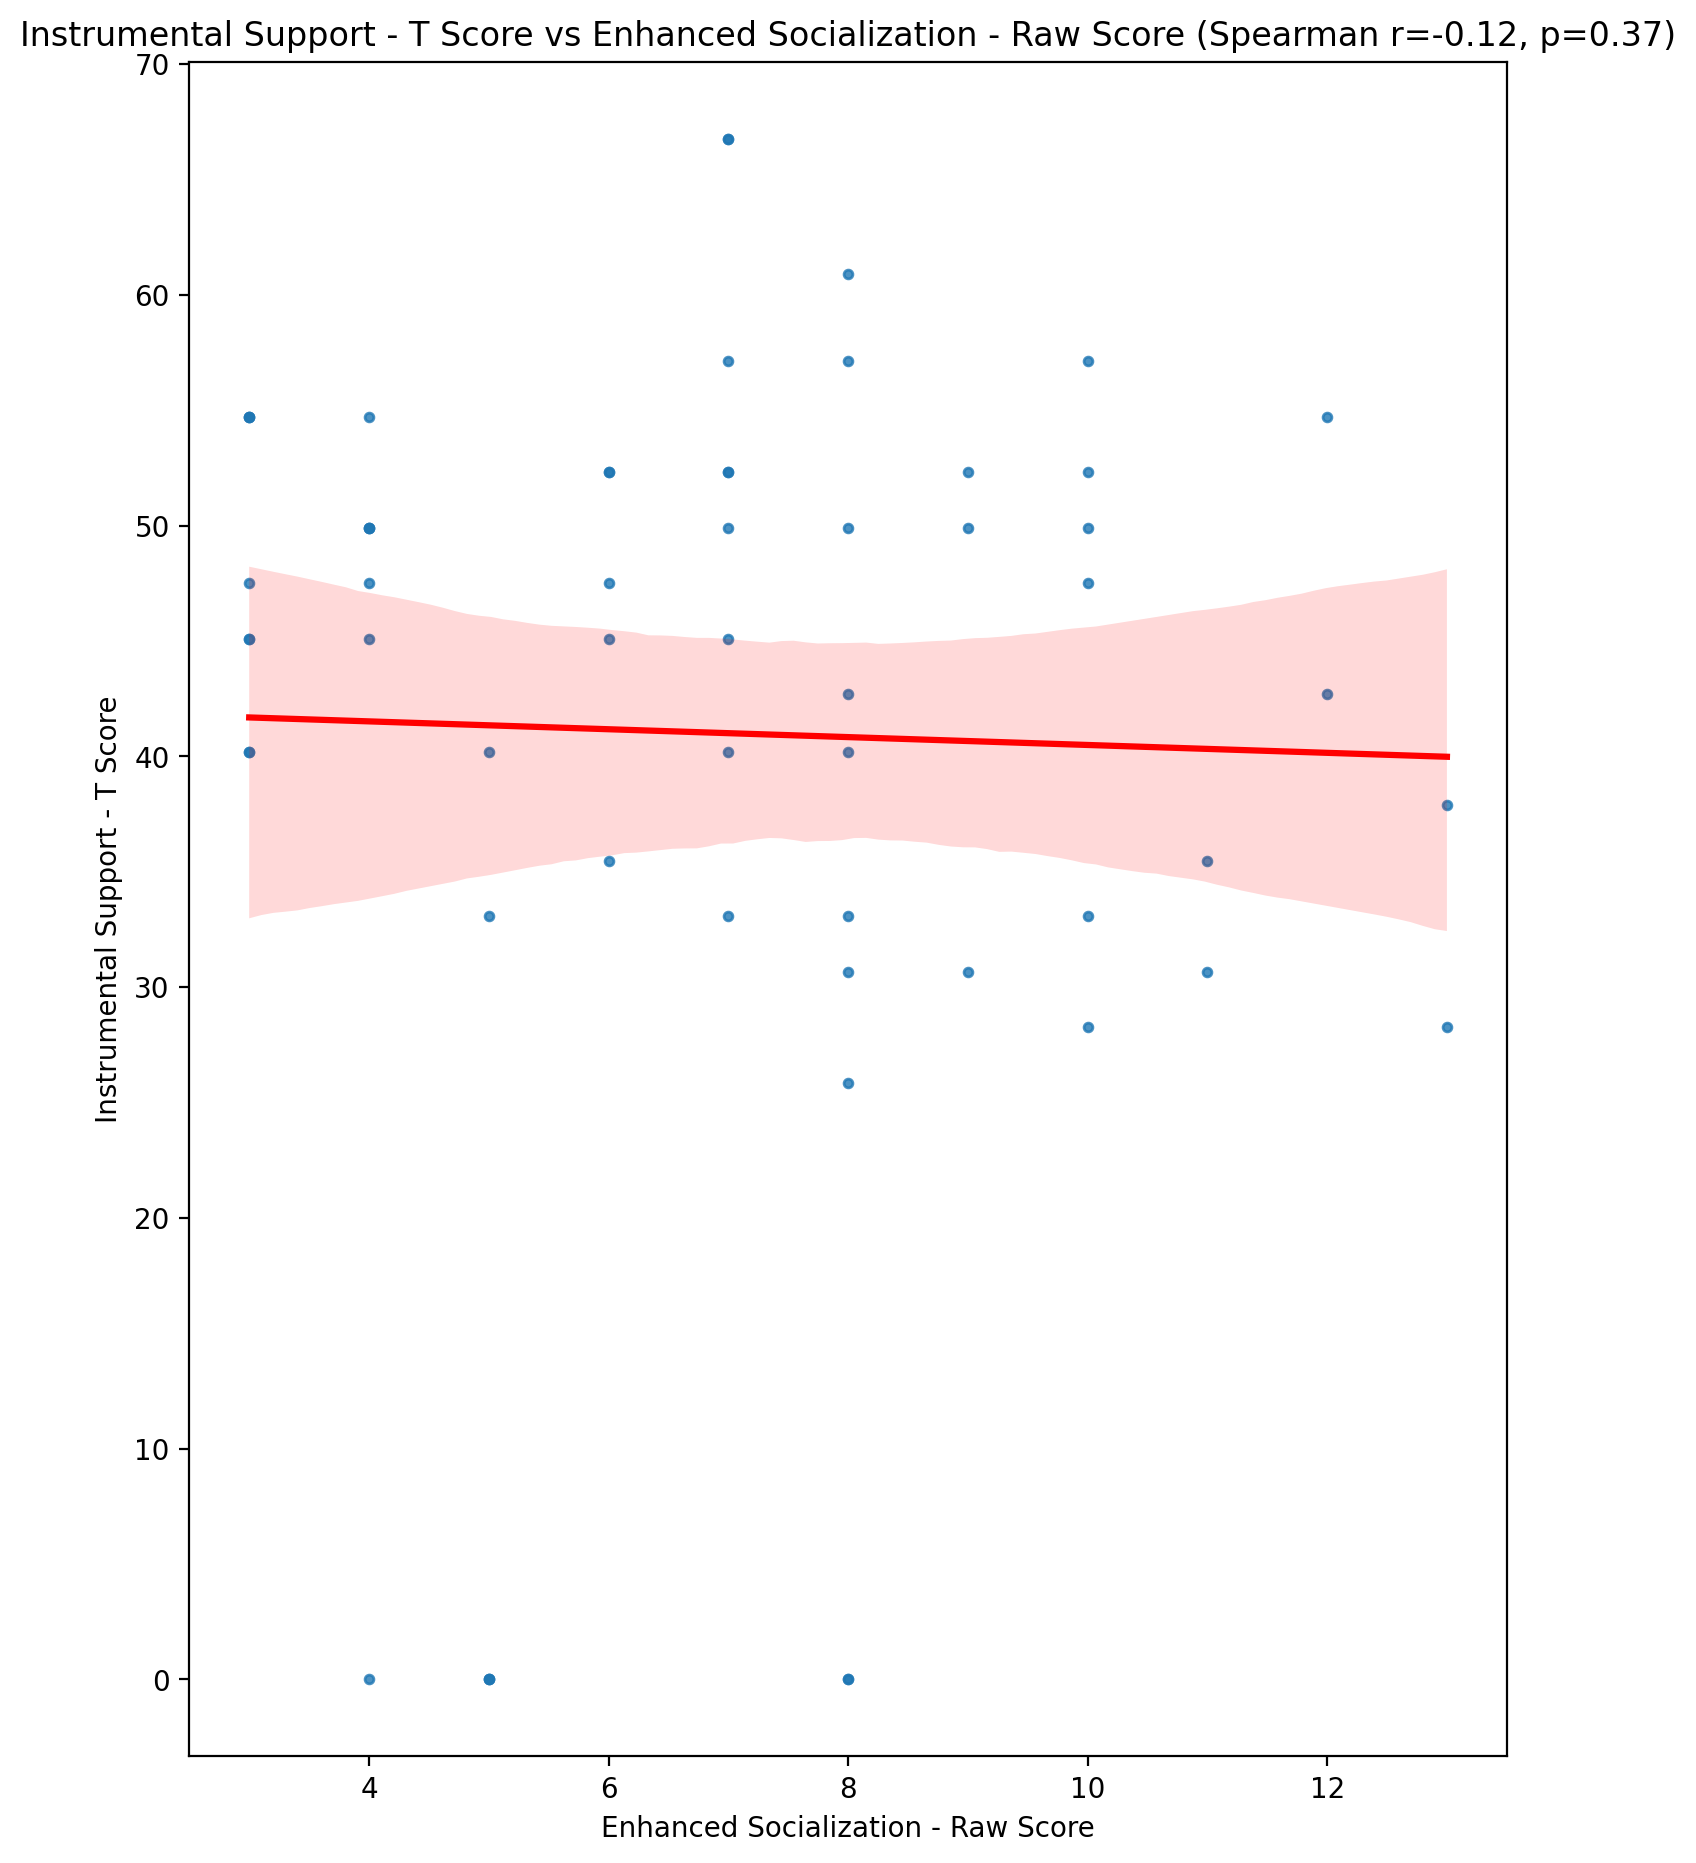 Instrumental Support - T Score vs Enhanced Socialization - Raw Score (Spearman r=-0.12, p=0.37)
70
60
50
40
30
20
10
0
Instrumental Support - T Score
4 6 8 10 12
Enhanced Socialization - Raw Score